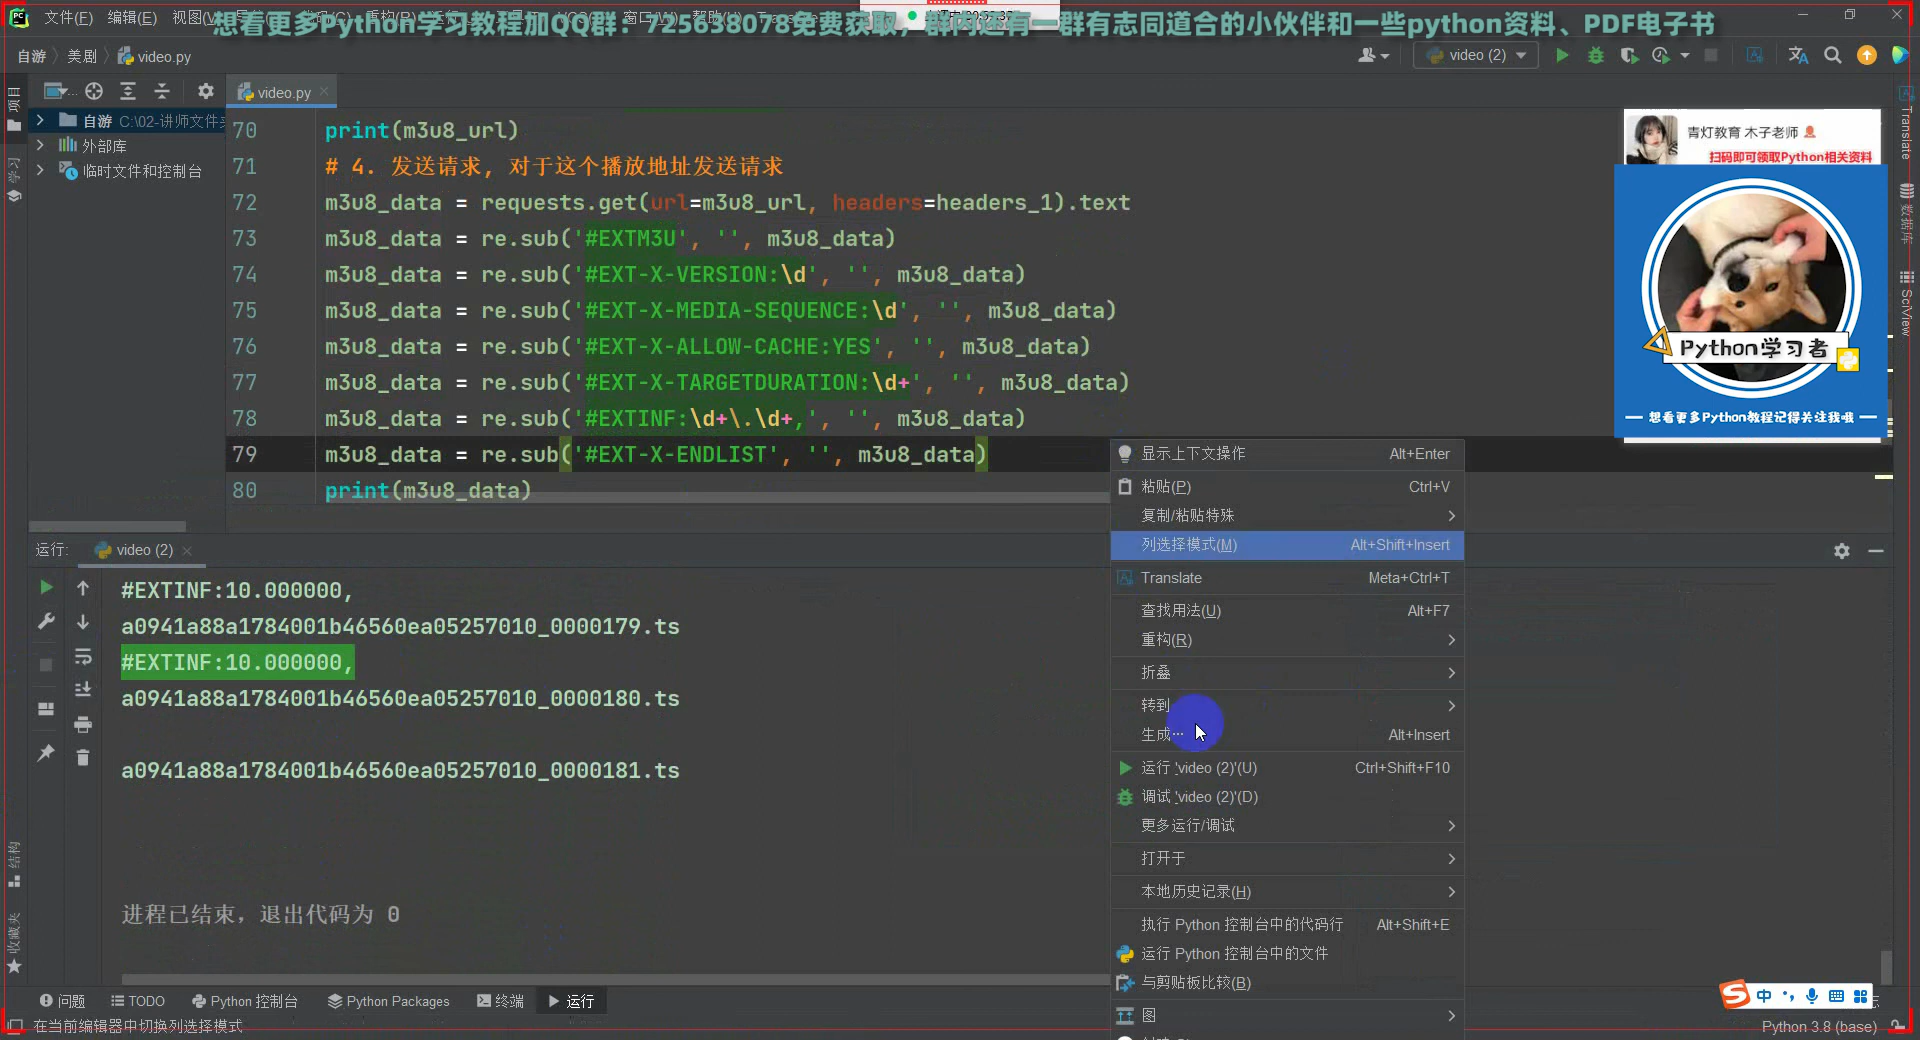 想看更多Python学习教程加QQ群：725638078免费获取，群内还有一群有志同道合的小伙伴和一些python资料、PDF电子书
文件(F) 编辑(E) 视图
自游 美剧 video.py
video (2)
项目
学习
结构
收藏夹
自游 C:\02-讲师文件夹
外部库
临时文件和控制台
video.py
70 print(m3u8_url)
71 # 4. 发送请求, 对于这个播放地址发送请求
72 m3u8_data = requests.get(url=m3u8_url, headers=headers_1).text
73 m3u8_data = re.sub('#EXTM3U', '', m3u8_data)
74 m3u8_data = re.sub('#EXT-X-VERSION:\d', '', m3u8_data)
75 m3u8_data = re.sub('#EXT-X-MEDIA-SEQUENCE:\d', '', m3u8_data)
76 m3u8_data = re.sub('#EXT-X-ALLOW-CACHE:YES', '', m3u8_data)
77 m3u8_data = re.sub('#EXT-X-TARGETDURATION:\d+', '', m3u8_data)
78 m3u8_data = re.sub('#EXTINF:\d+\.\d+,', '', m3u8_data)
79 m3u8_data = re.sub('#EXT-X-ENDLIST', '', m3u8_data)
80 print(m3u8_data)
青灯教育 木子老师
扫码即可领取Python相关资料
Python学习者
想看更多Python教程记得关注我哦
Translate
数据库
SciView
运行: video (2)
#EXTINF:10.000000,
a0941a88a1784001b46560ea05257010_0000179.ts
#EXTINF:10.000000,
a0941a88a1784001b46560ea05257010_0000180.ts
a0941a88a1784001b46560ea05257010_0000181.ts
进程已结束，退出代码为 0
显示上下文操作 Alt+Enter
粘贴(P) Ctrl+V
复制/粘贴特殊
列选择模式(M) Alt+Shift+Insert
Translate Meta+Ctrl+T
查找用法(U) Alt+F7
重构(R)
折叠
转到
生成… Alt+Insert
运行 'video (2)'(U) Ctrl+Shift+F10
调试 'video (2)'(D)
更多运行/调试
打开于
本地历史记录(H)
执行 Python 控制台中的代码行 Alt+Shift+E
运行 Python 控制台中的文件
与剪贴板比较(B)
图
问题 TODO Python 控制台 Python Packages 终端 运行
中
在当前编辑器中切换列选择模式
Python 3.8 (base)